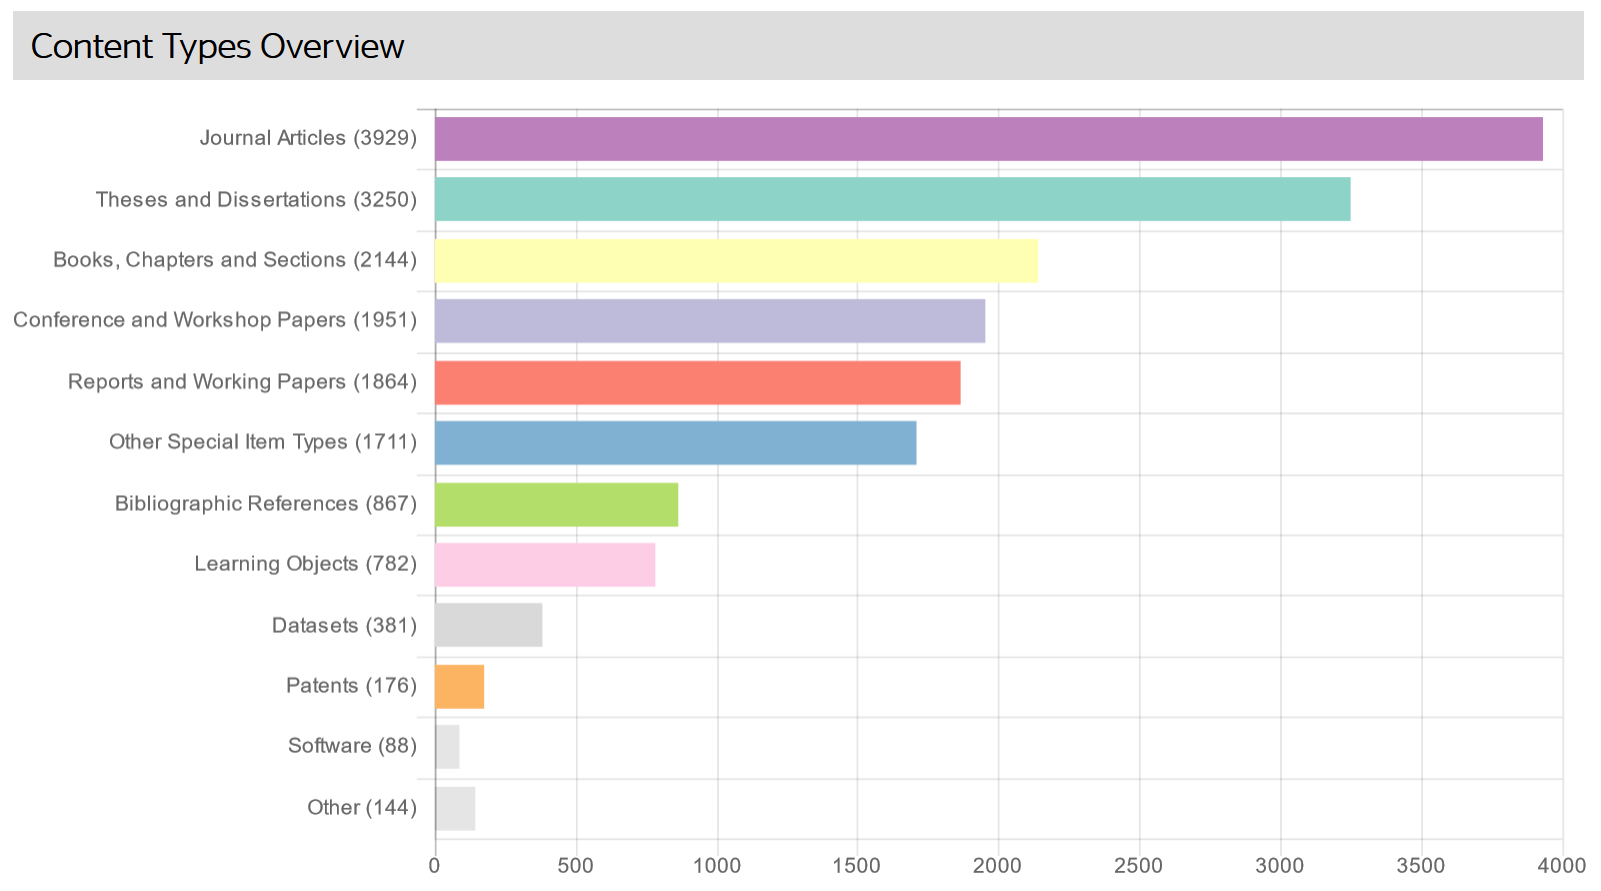 Content Types Overview
Journal Articles (3929)
Theses and Dissertations (3250)
Books, Chapters and Sections (2144)
Conference and Workshop Papers (1951)
Reports and Working Papers (1864)
Other Special Item Types (1711)
Bibliographic References (867)
Learning Objects (782)
Datasets (381)
Patents (176)
Software (88)
Other (144)
0 500 1000 1500 2000 2500 3000 3500 4000